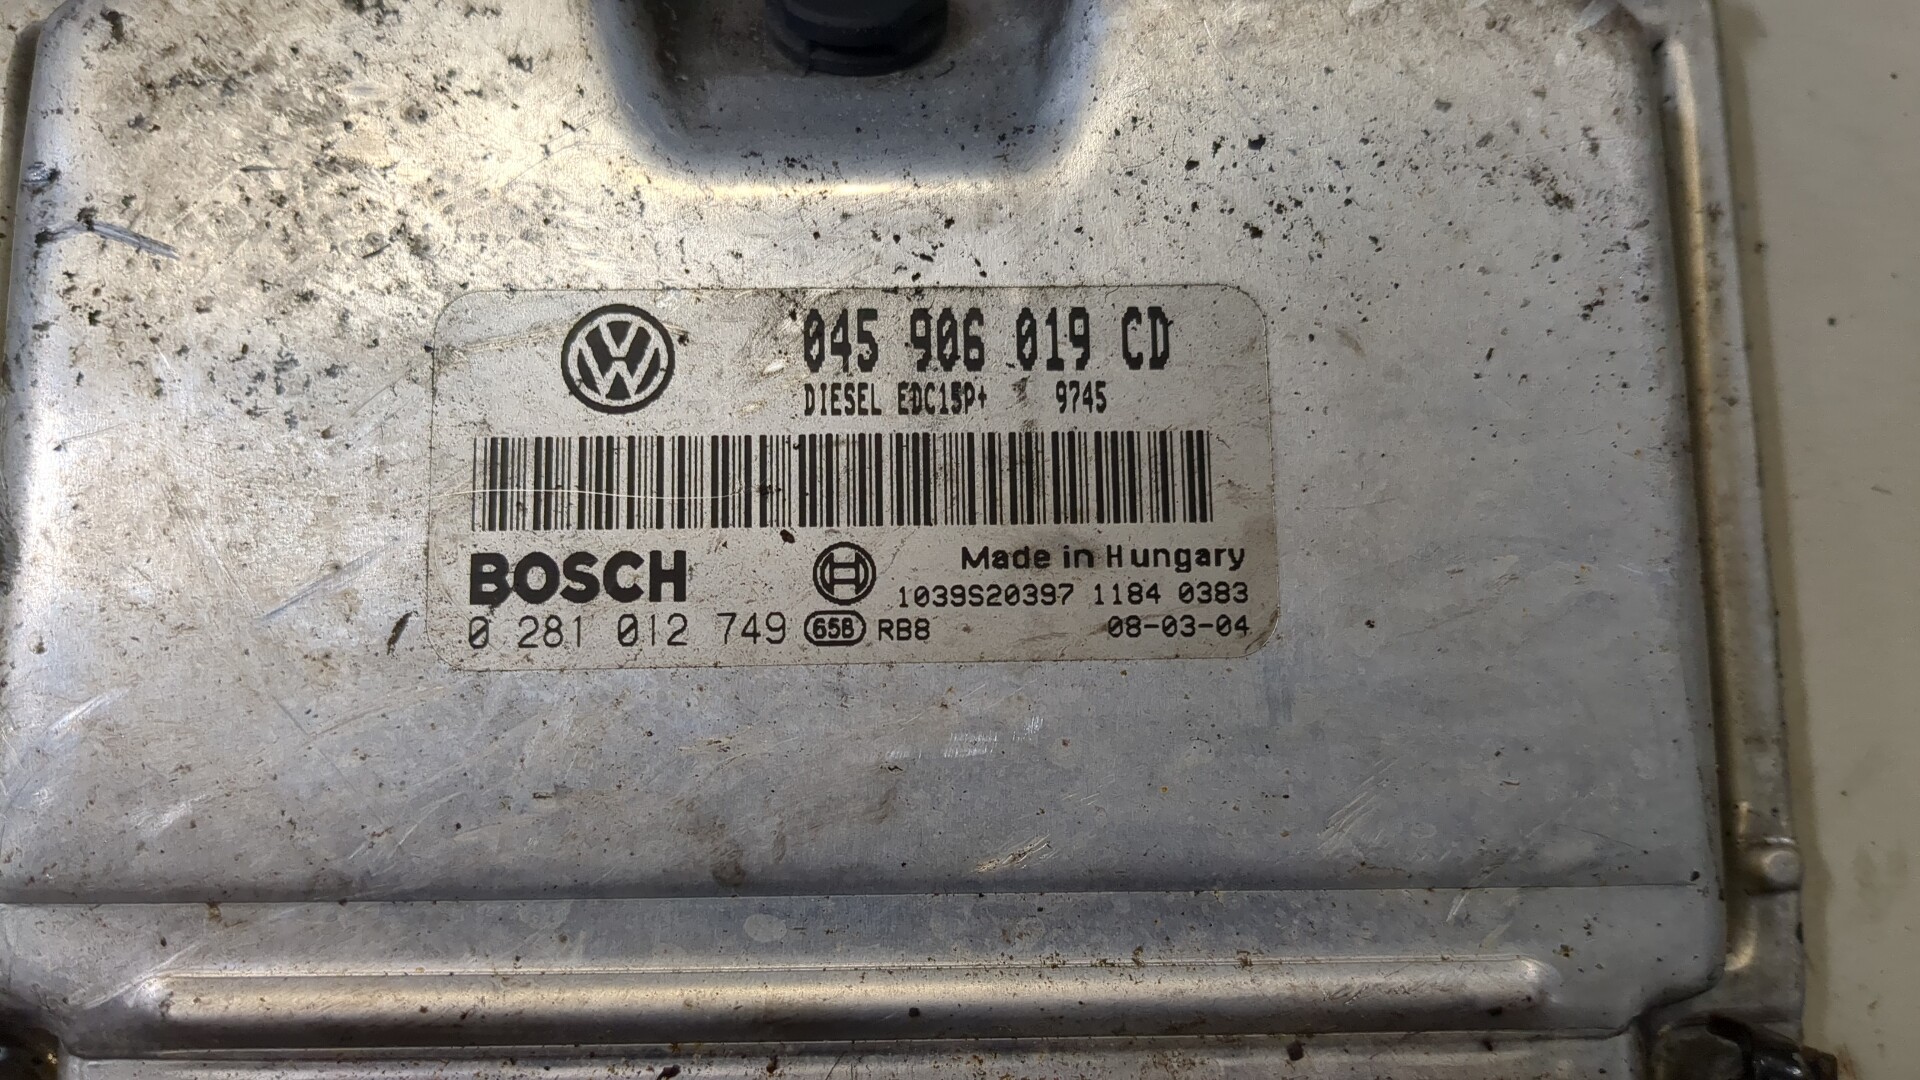 045 906 019 CD
DIESEL EDC15P+ 9745
BOSCH
Made in Hungary
1039S20397 1184 0383
0 281 012 749 658 RB8 08-03-04